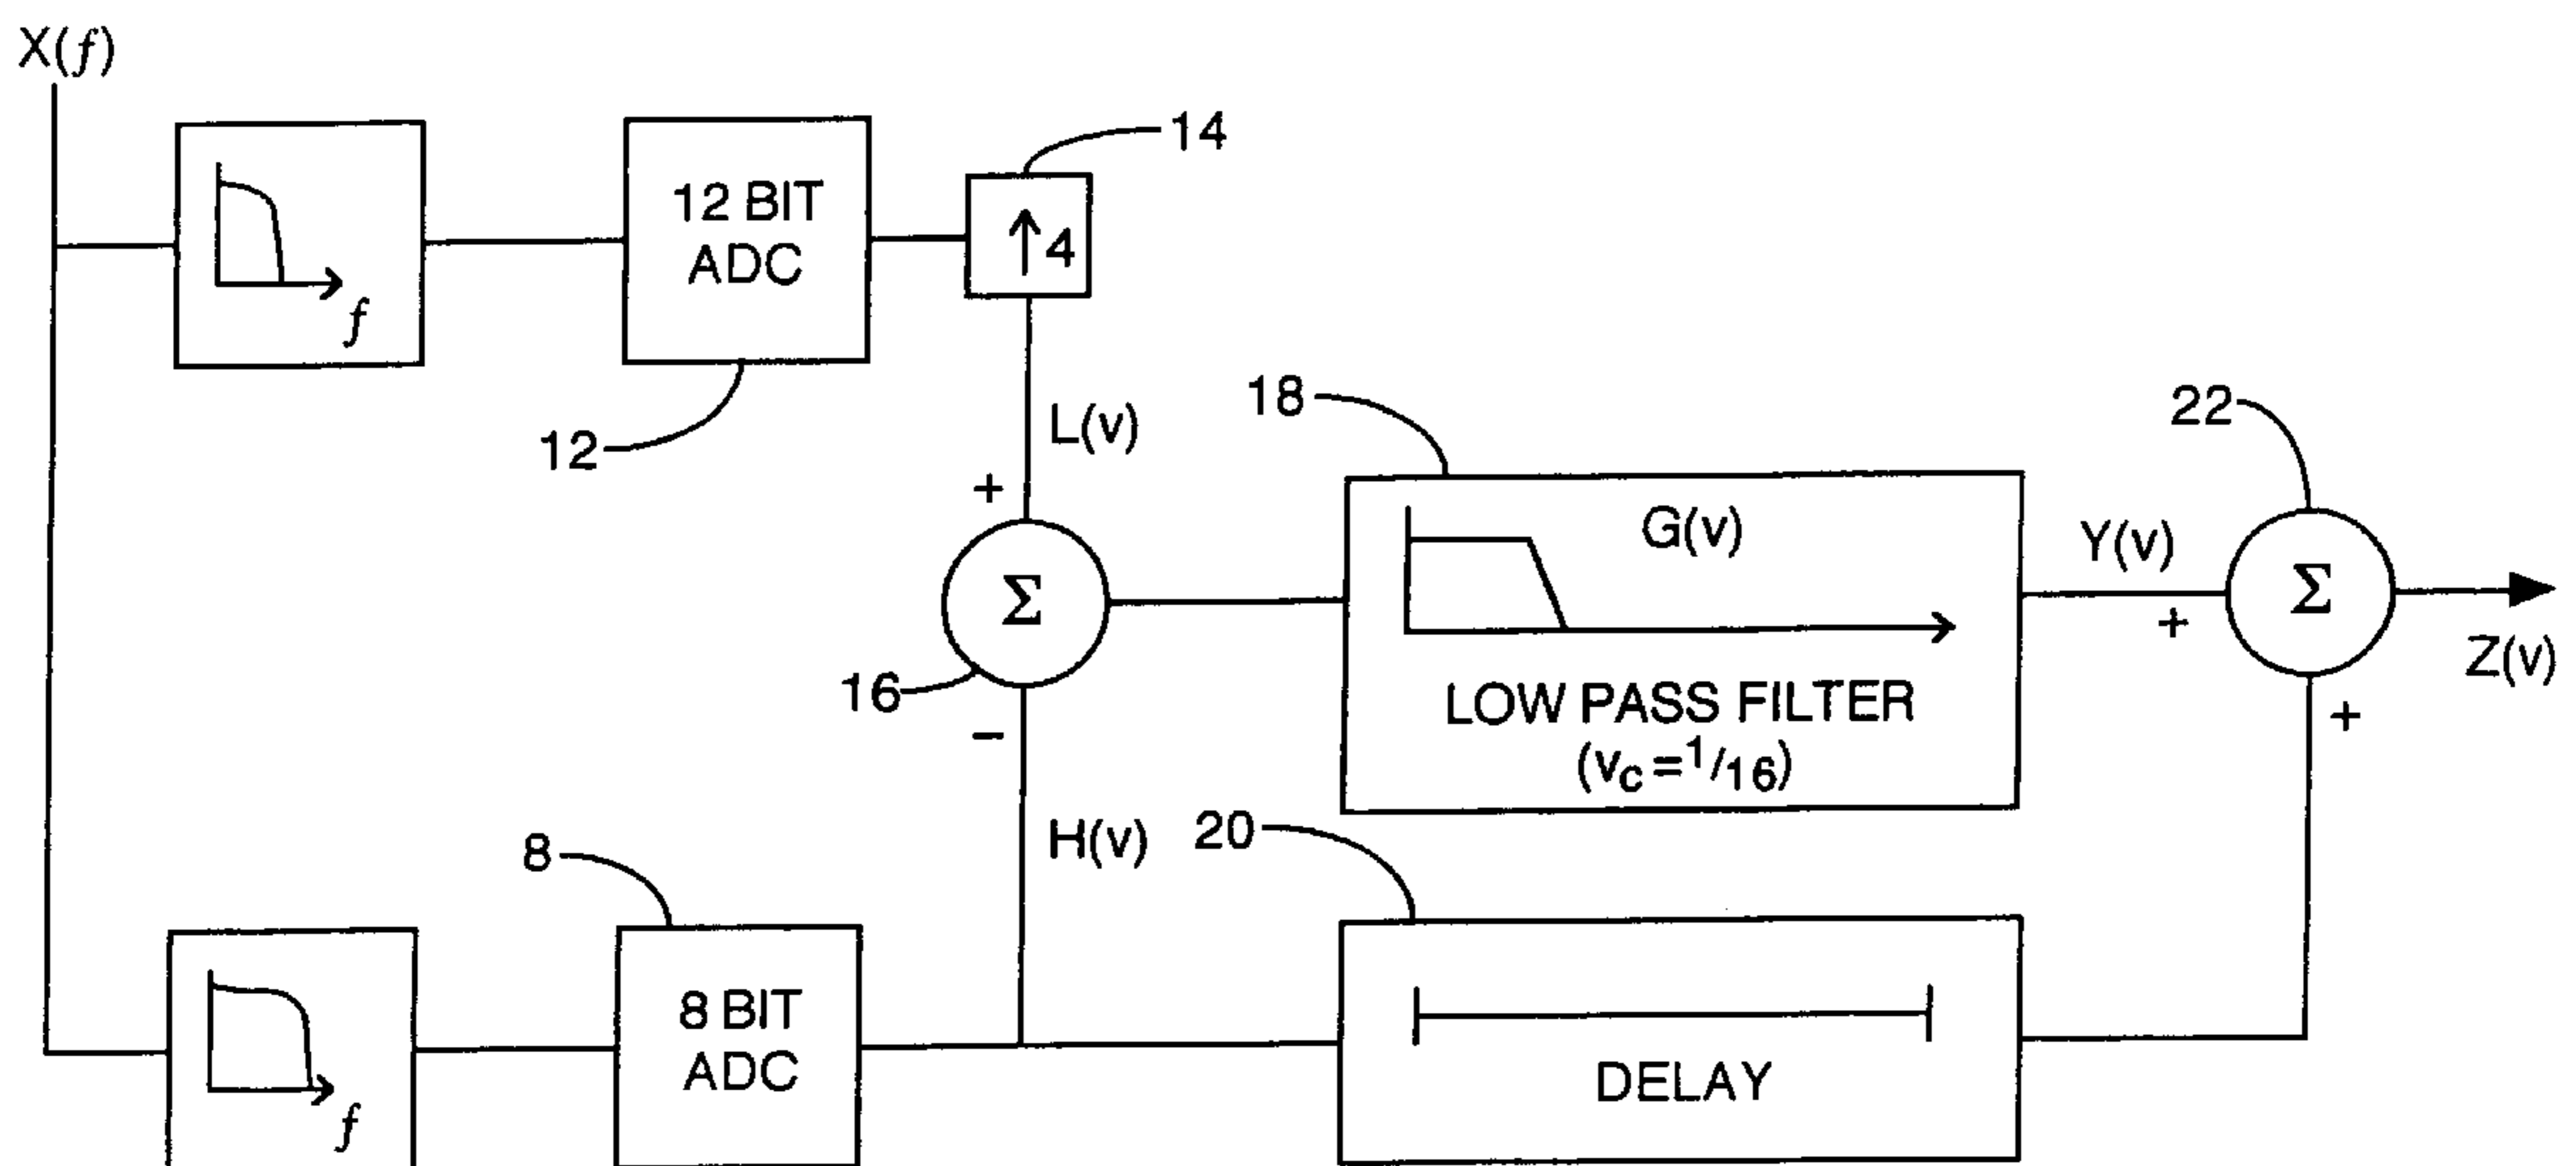 X(f)
14
12 BIT
ADC
↑4
f
12
L(v)
+
18
22
G(v)
Y(v)
Σ
Σ
+
Z(v)
16
LOW PASS FILTER
(vc = 1/16)
−
+
8
H(v)
20
8 BIT
ADC
DELAY
f